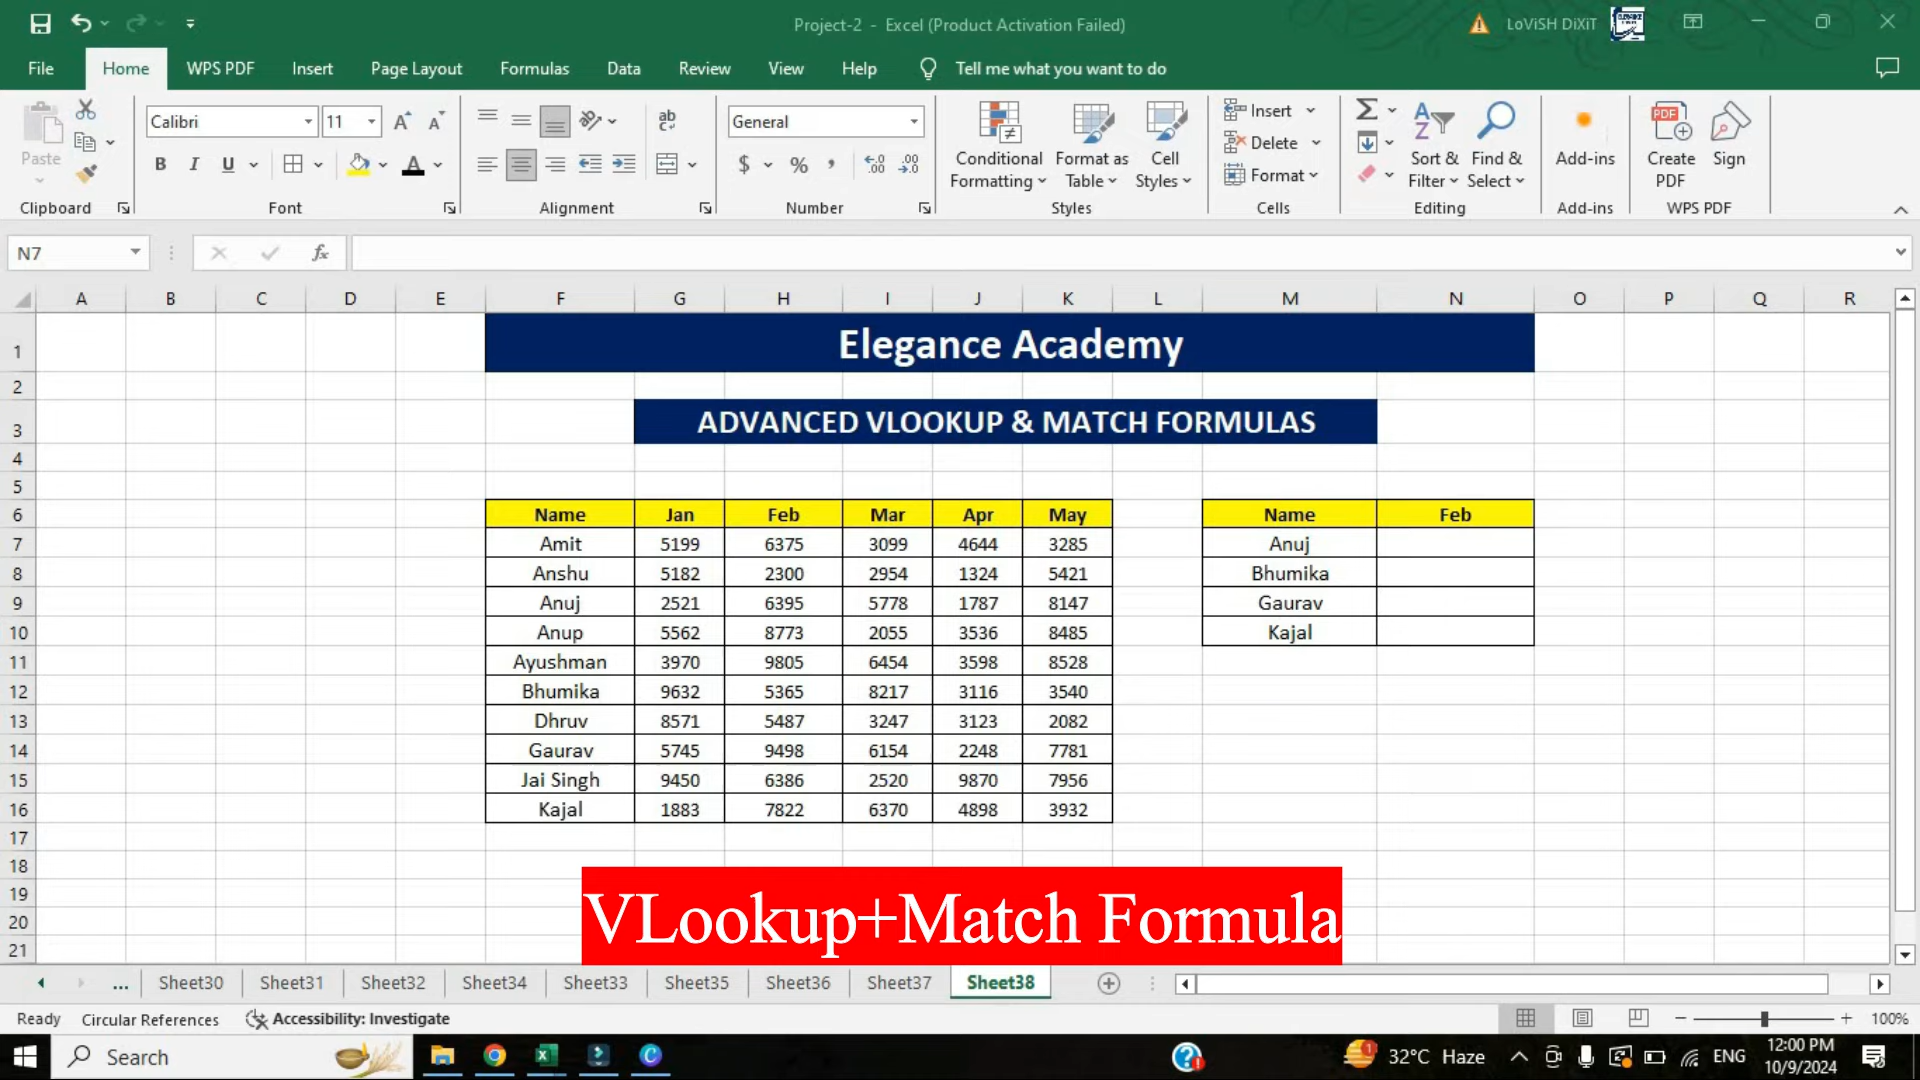 Project-2 - Excel (Product Activation Failed)
LoViSH DiXiT
File Home WPS PDF Insert Page Layout Formulas Data Review View Help Tell me what you want to do
Paste
Clipboard
Calibri 11
B I U A
Font
ab
Alignment
General
$ % ,
Number
Conditional Formatting
Format as Table
Cell Styles
Styles
Insert
Delete
Format
Cells
Sort & Filter
Find & Select
Editing
Add-ins
Add-ins
Create PDF
Sign
WPS PDF
N7 fx
A B C D E F G H I J K L M N O P Q R
1 Elegance Academy
2
3 ADVANCED VLOOKUP & MATCH FORMULAS
4
5
6 Name Jan Feb Mar Apr May Name Feb
7 Amit 5199 6375 3099 4644 3285 Anuj
8 Anshu 5182 2300 2954 1324 5421 Bhumika
9 Anuj 2521 6395 5778 1787 8147 Gaurav
10 Anup 5562 8773 2055 3536 8485 Kajal
11 Ayushman 3970 9805 6454 3598 8528
12 Bhumika 9632 5365 8217 3116 3540
13 Dhruv 8571 5487 3247 3123 2082
14 Gaurav 5745 9498 6154 2248 7781
15 Jai Singh 9450 6386 2520 9870 7956
16 Kajal 1883 7822 6370 4898 3932
17
18
19
20
21
VLookup+Match Formula
... Sheet30 Sheet31 Sheet32 Sheet34 Sheet33 Sheet35 Sheet36 Sheet37 Sheet38
Ready Circular References Accessibility: Investigate 100%
Search 32°C Haze ENG 12:00 PM
10/9/2024